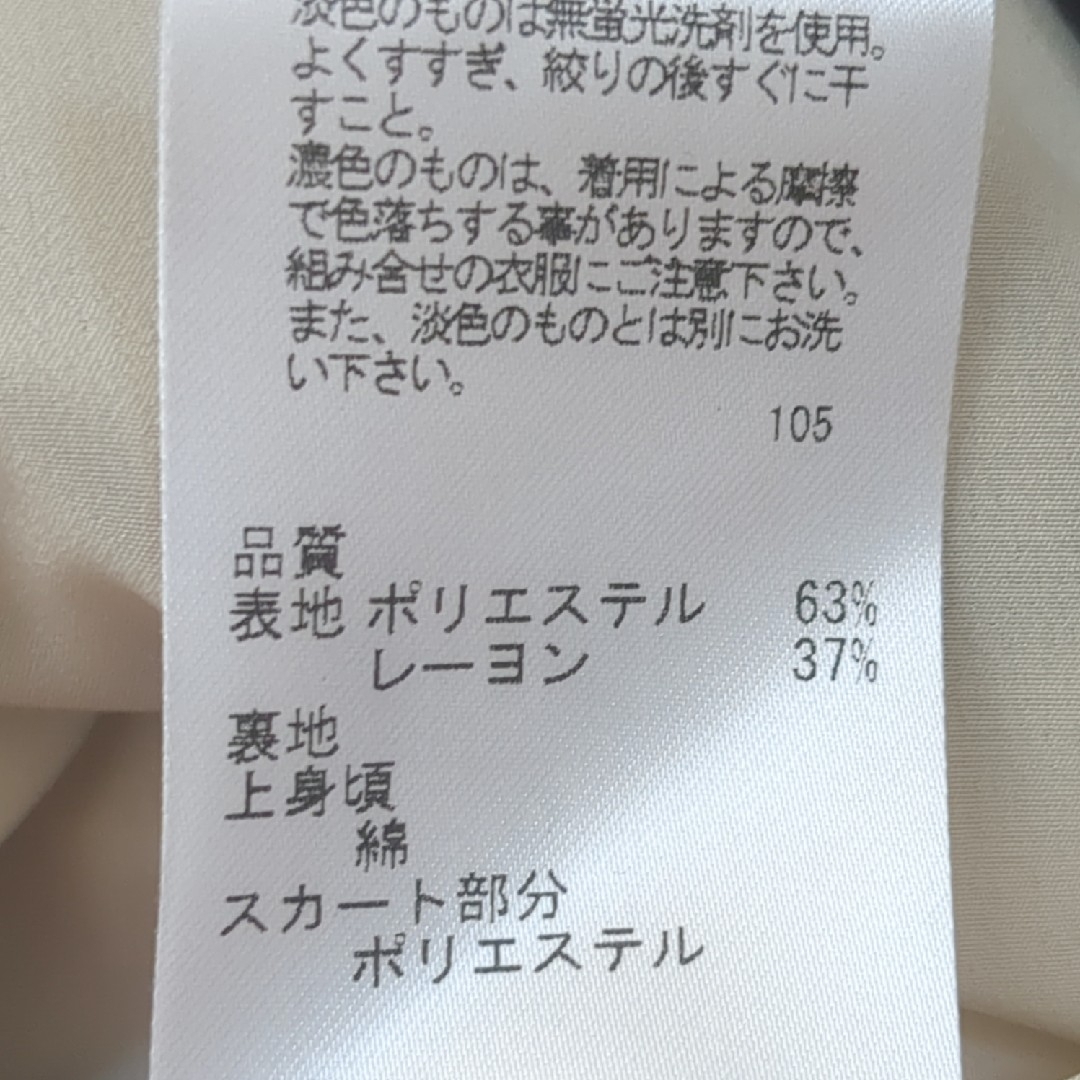 淡色のものは無蛍光洗剤を使用。
よくすすぎ、絞りの後すぐに干
すこと。
濃色のものは、着用による摩擦
で色落ちする事がありますので、
組み合せの衣服にご注意下さい。
また、淡色のものとは別にお洗
い下さい。
105
品質
表地 ポリエステル 63%
レーヨン 37%
裏地
上身頃
綿
スカート部分
ポリエステル